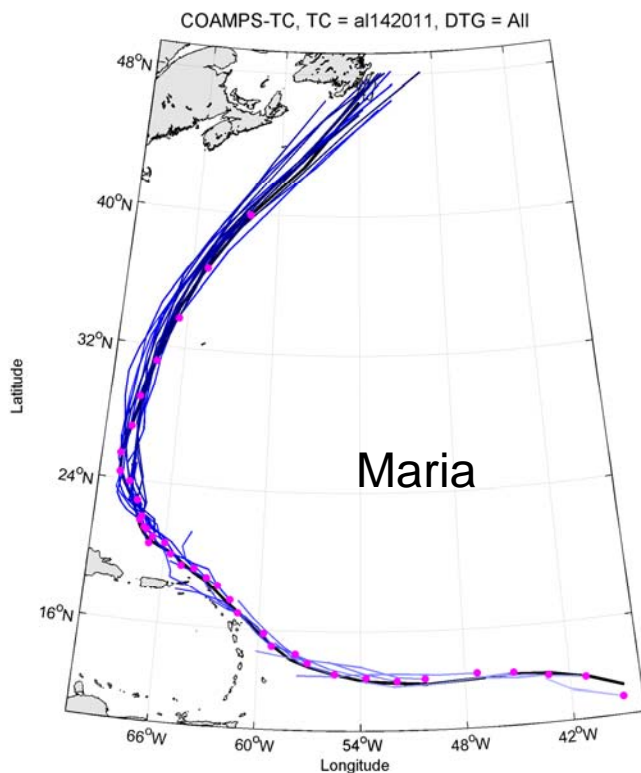 COAMPS-TC, TC = al142011, DTG = All
48°N
40°N
32°N
24°N
16°N
Latitude
Maria
66°W
60°W
54°W
48°W
42°W
Longitude